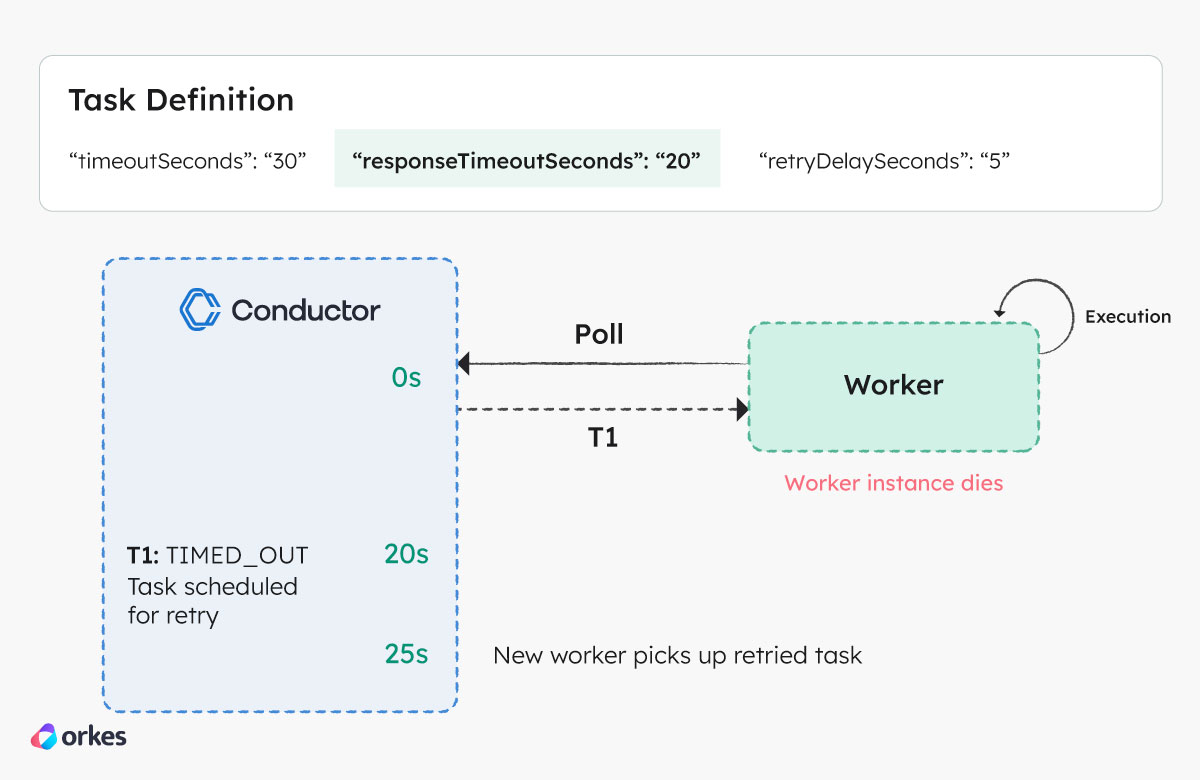 Task Definition
“timeoutSeconds”: “30” “responseTimeoutSeconds”: “20” “retryDelaySeconds”: “5”
Conductor
Poll
Execution
0s
Worker
T1
Worker instance dies
T1: TIMED_OUT 20s
Task scheduled
for retry
25s New worker picks up retried task
orkes